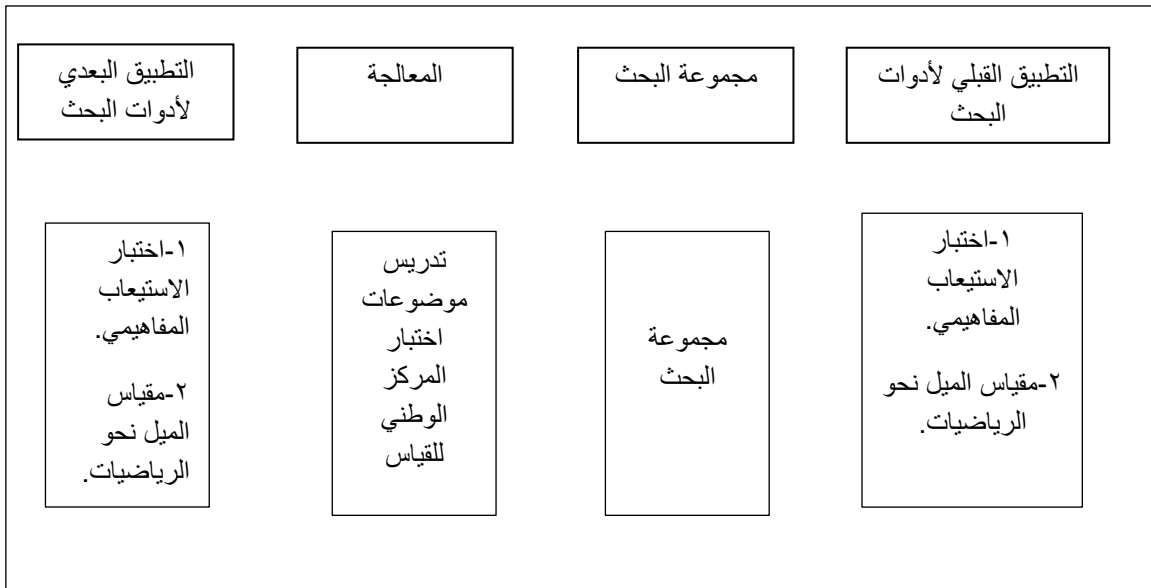 التطبيق القبلي لأدوات
البحث
مجموعة البحث
المعالجة
التطبيق البعدي
لأدوات البحث
١-اختبار
الاستيعاب
المفاهيمي.
٢-مقياس الميل نحو
الرياضيات.
مجموعة
البحث
تدريس
موضوعات
اختبار
المركز
الوطني
للقياس
١-اختبار
الاستيعاب
المفاهيمي.
٢-مقياس
الميل نحو
الرياضيات.